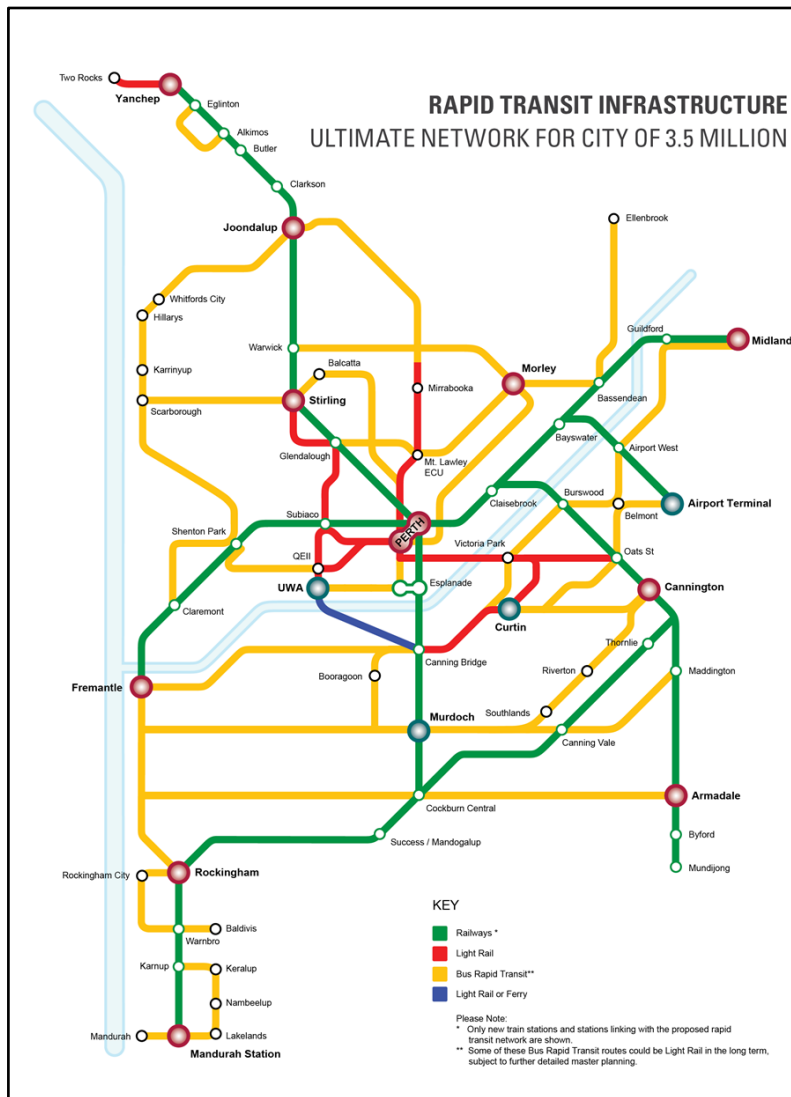 RAPID TRANSIT INFRASTRUCTURE
ULTIMATE NETWORK FOR CITY OF 3.5 MILLION
Two Rocks
Yanchep
Eglinton
Alkimos
Butler
Clarkson
Joondalup
Ellenbrook
Whitfords City
Hillarys
Guildford
Midland
Warwick
Balcatta
Morley
Karrinyup
Mirrabooka
Bassendean
Stirling
Scarborough
Bayswater
Airport West
Glendalough
Mt. Lawley
ECU
Claisebrook
Burswood
Airport Terminal
Belmont
Subiaco
PERTH
Shenton Park
Victoria Park
Oats St
QEII
UWA
Esplanade
Cannington
Claremont
Curtin
Thornlie
Canning Bridge
Booragoon
Riverton
Maddington
Fremantle
Southlands
Murdoch
Canning Vale
Armadale
Cockburn Central
Byford
Success / Mandogalup
Mundijong
Rockingham City
Rockingham
Baldivis
Warnbro
Karnup
Keralup
Nambeelup
Mandurah
Lakelands
Mandurah Station
KEY
Railways *
Light Rail
Bus Rapid Transit**
Light Rail or Ferry
Please Note:
* Only new train stations and stations linking with the proposed rapid
transit network are shown.
** Some of these Bus Rapid Transit routes could be Light Rail in the long term,
subject to further detailed master planning.